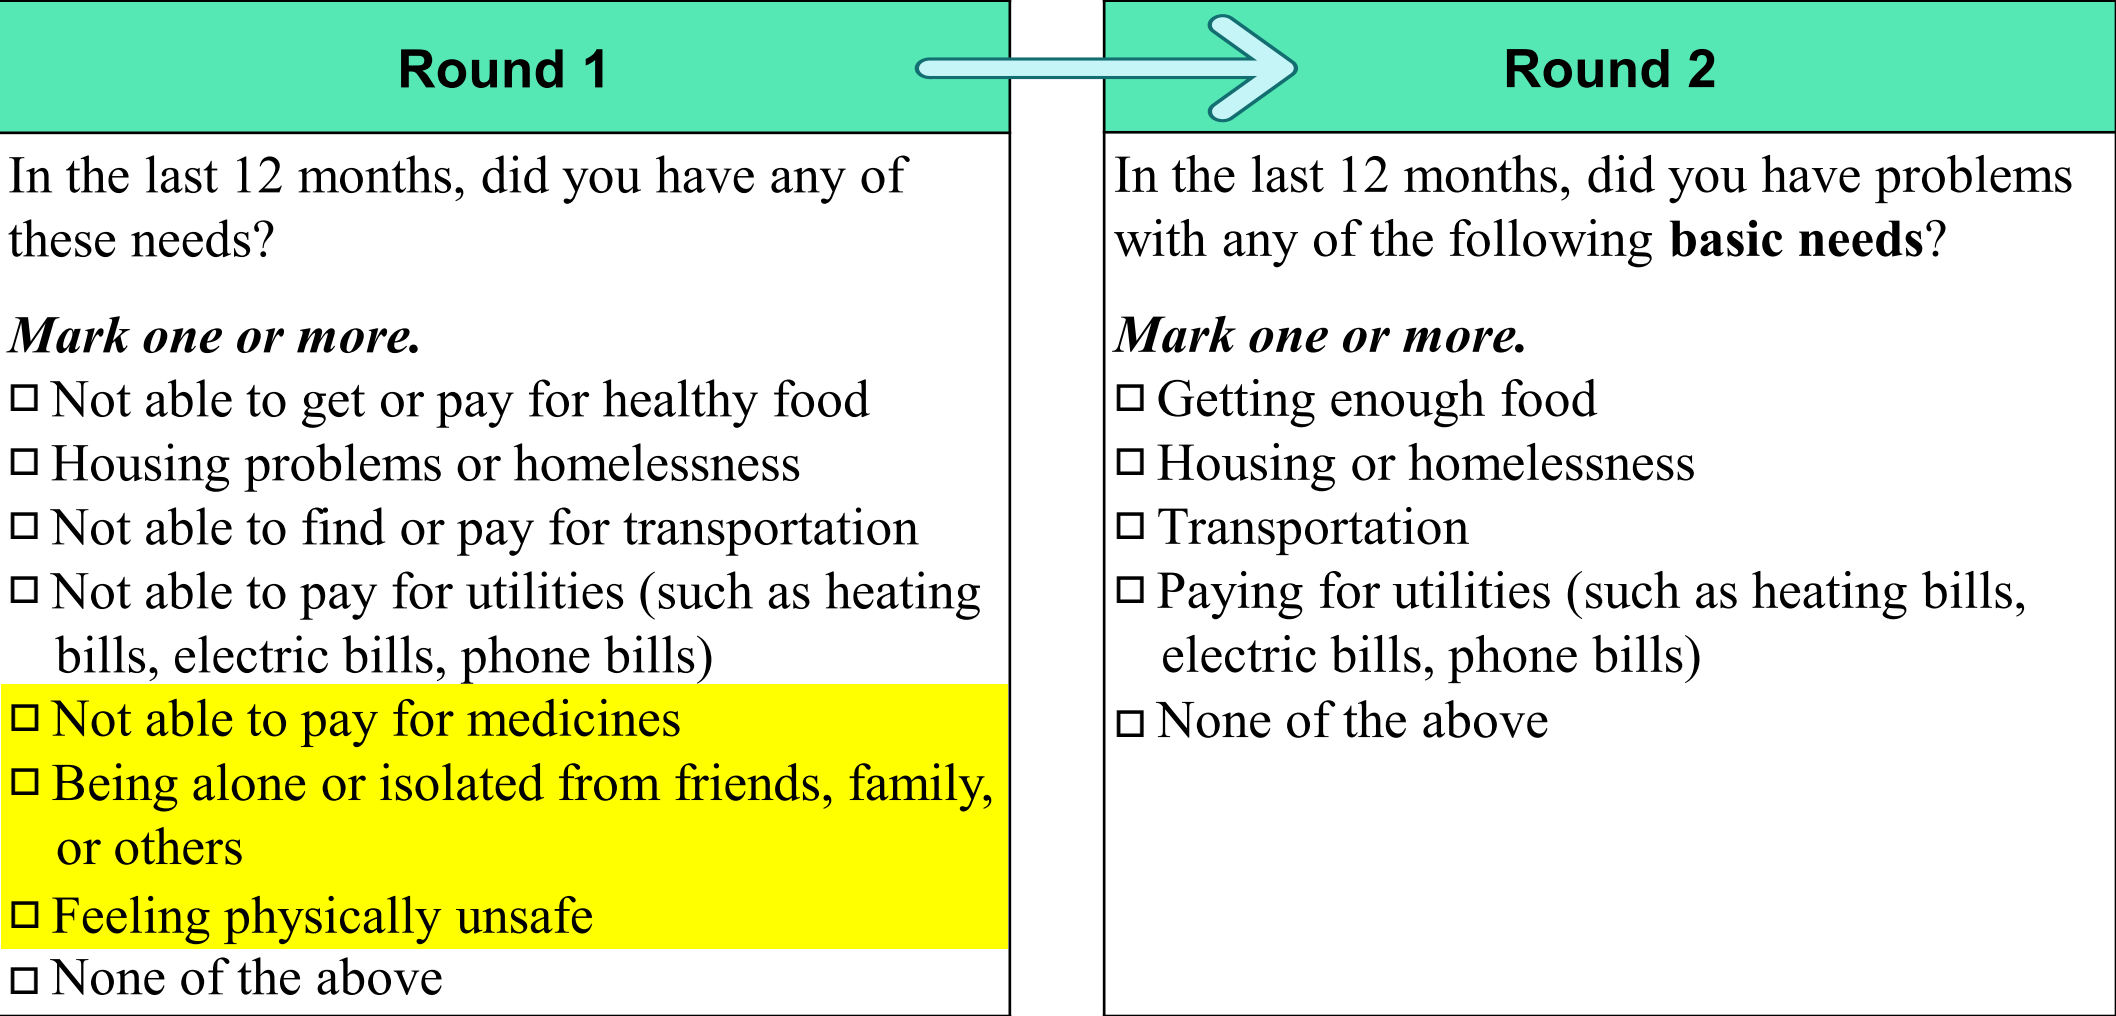 Round 1
In the last 12 months, did you have any of
these needs?
Mark one or more.
☐ Not able to get or pay for healthy food
☐ Housing problems or homelessness
☐ Not able to find or pay for transportation
☐ Not able to pay for utilities (such as heating
bills, electric bills, phone bills)
☐ Not able to pay for medicines
☐ Being alone or isolated from friends, family,
or others
☐ Feeling physically unsafe
☐ None of the above
Round 2
In the last 12 months, did you have problems
with any of the following basic needs?
Mark one or more.
☐ Getting enough food
☐ Housing or homelessness
☐ Transportation
☐ Paying for utilities (such as heating bills,
electric bills, phone bills)
☐ None of the above